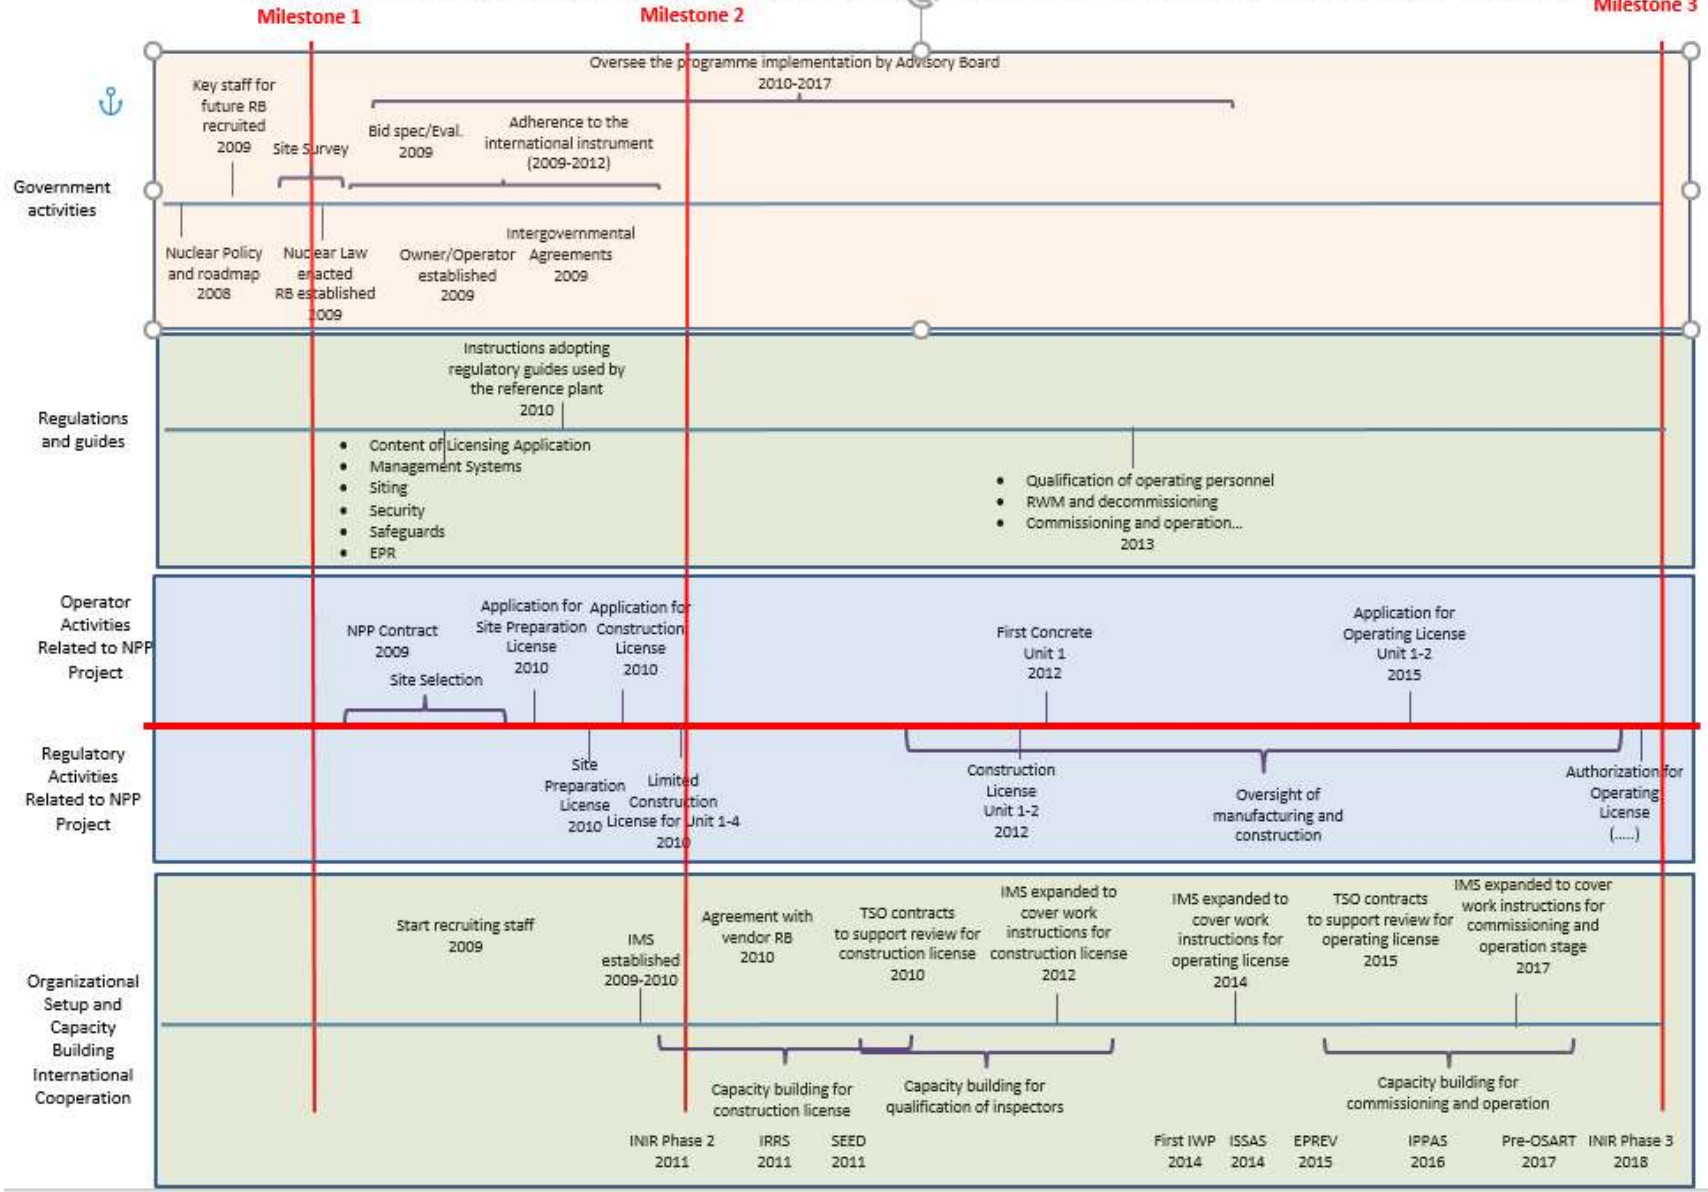 Milestone 1
Milestone 2
Milestone 3
Government
activities
Oversee the programme implementation by Advisory Board
2010-2017
Key staff for
future RB
recruited
2009
Site Survey
Bid spec/Eval.
2009
Adherence to the
international instrument
(2009-2012)
Nuclear Policy
and roadmap
2008
Nuclear Law
enacted
RB established
2009
Owner/Operator
established
2009
Intergovernmental
Agreements
2009
Regulations
and guides
Instructions adopting
regulatory guides used by
the reference plant
2010
• Content of Licensing Application
• Management Systems
• Siting
• Security
• Safeguards
• EPR
• Qualification of operating personnel
• RWM and decommissioning
• Commissioning and operation...
2013
Operator
Activities
Related to NPP
Project
NPP Contract
2009
Site Selection
Application for
Site Preparation
License
2010
Application for
Construction
License
2010
First Concrete
Unit 1
2012
Application for
Operating License
Unit 1-2
2015
Regulatory
Activities
Related to NPP
Project
Site
Preparation
License
2010
Limited
Construction
License for Unit 1-4
2010
Construction
License
Unit 1-2
2012
Oversight of
manufacturing and
construction
Authorization for
Operating
License
(.....)
Organizational
Setup and
Capacity
Building
International
Cooperation
Start recruiting staff
2009
IMS
established
2009-2010
Agreement with
vendor RB
2010
TSO contracts
to support review for
construction license
2010
IMS expanded to
cover work
instructions for
construction license
2012
IMS expanded to
cover work
instructions for
operating license
2014
TSO contracts
to support review for
operating license
2015
IMS expanded to cover
work instructions for
commissioning and
operation stage
2017
Capacity building for
construction license
Capacity building for
qualification of inspectors
Capacity building for
commissioning and operation
INIR Phase 2
2011
IRRS
2011
SEED
2011
First IWP
2014
ISSAS
2014
EPREV
2015
IPPAS
2016
Pre-OSART
2017
INIR Phase 3
2018